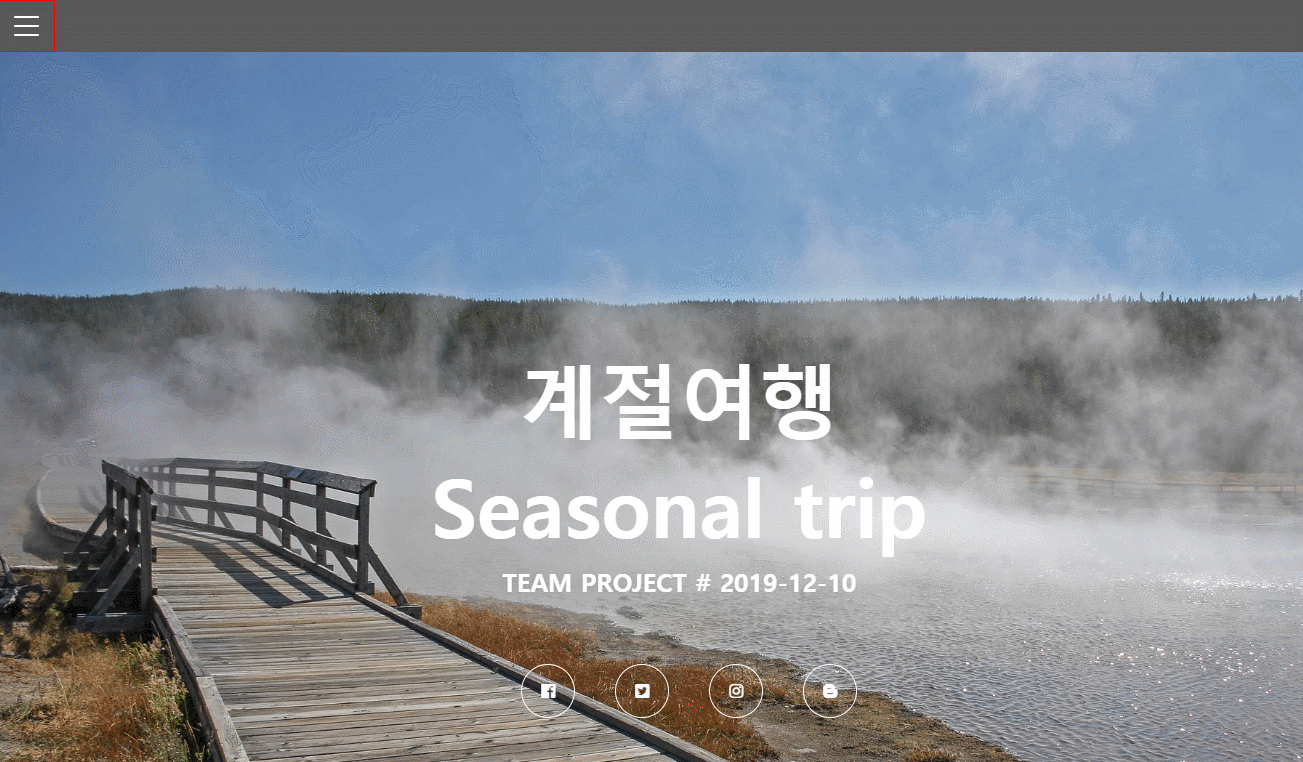 계절여행
Seasonal trip
TEAM PROJECT # 2019-12-10